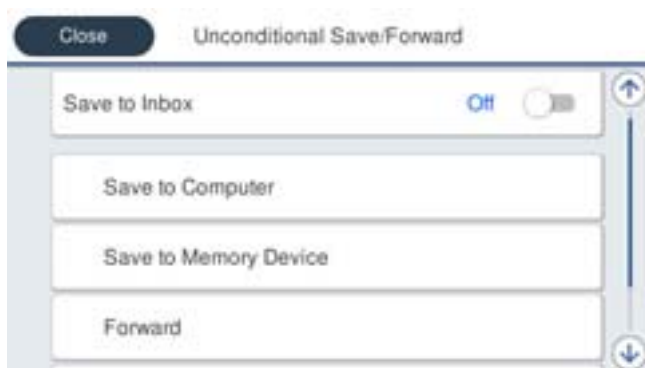 Close Unconditional Save/Forward
Save to Inbox Off
Save to Computer
Save to Memory Device
Forward